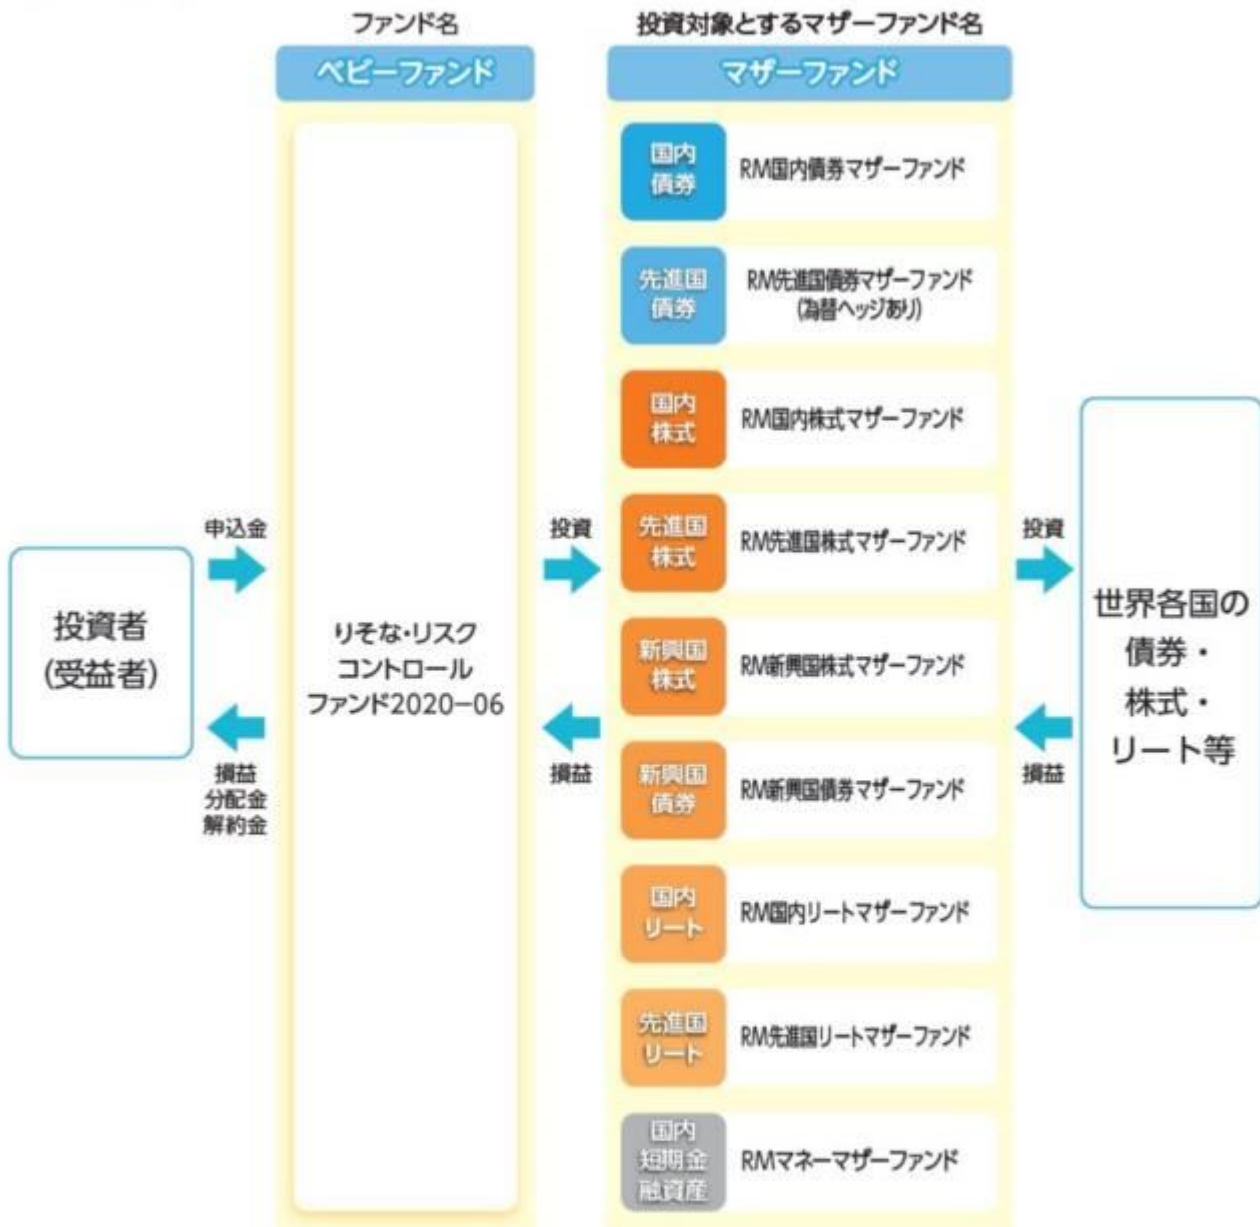 ファンド名
投資対象とするマザーファンド名
ベビーファンド
マザーファンド
投資者
(受益者)
申込金
損益
分配金
解約金
りそな・リスク
コントロール
ファンド2020-06
投資
損益
国内
債券
RM国内債券マザーファンド
先進国
債券
RM先進国債券マザーファンド
(為替ヘッジあり)
国内
株式
RM国内株式マザーファンド
先進国
株式
RM先進国株式マザーファンド
新興国
株式
RM新興国株式マザーファンド
新興国
債券
RM新興国債券マザーファンド
国内
リート
RM国内リートマザーファンド
先進国
リート
RM先進国リートマザーファンド
国内
短期金
融資産
RMマネーマザーファンド
投資
損益
世界各国の
債券・
株式・
リート等